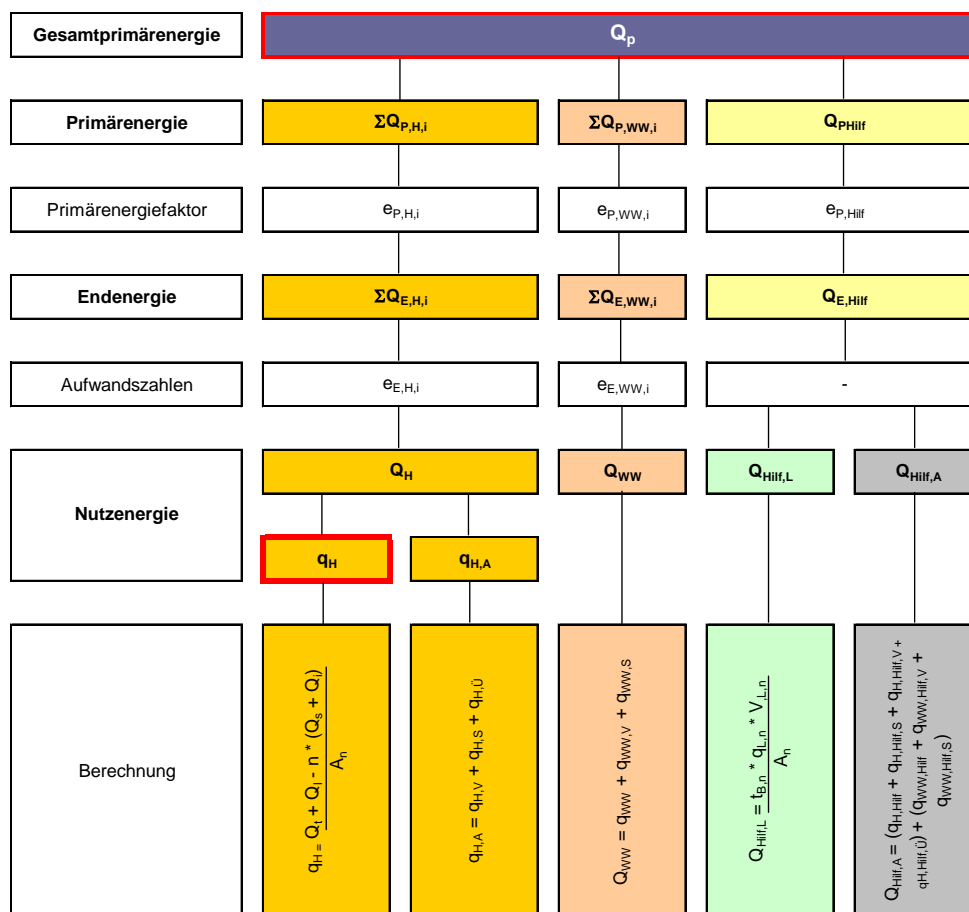 Gesamtprimärenergie
Q_p
Primärenergie
ΣQ_P,H,i
ΣQ_P,WW,i
Q_PHilf
Primärenergiefaktor
e_P,H,i
e_P,WW,i
e_P,Hilf
Endenergie
ΣQ_E,H,i
ΣQ_E,WW,i
Q_E,Hilf
Aufwandszahlen
e_E,H,i
e_E,WW,i
-
Nutzenergie
Q_H
Q_WW
Q_Hilf,L
Q_Hilf,A
q_H
q_H,A
Berechnung
q_H = Q_t + Q_l - n * (Q_s + Q_i)
A_n
q_H,A = q_H,V + q_H,S + q_H,Ü
Q_WW = q_WW + q_WW,V + q_WW,S
Q_Hilf,L = t_B,n * q_L,n * V_,L,n
A_n
Q_Hilf,A = (q_H,Hilf + q_H,Hilf,S + q_H,Hilf,V +
qH,Hilf,Ü) + (q_WW,Hilf + q_WW,Hilf,V +
q_WW,Hilf,S)